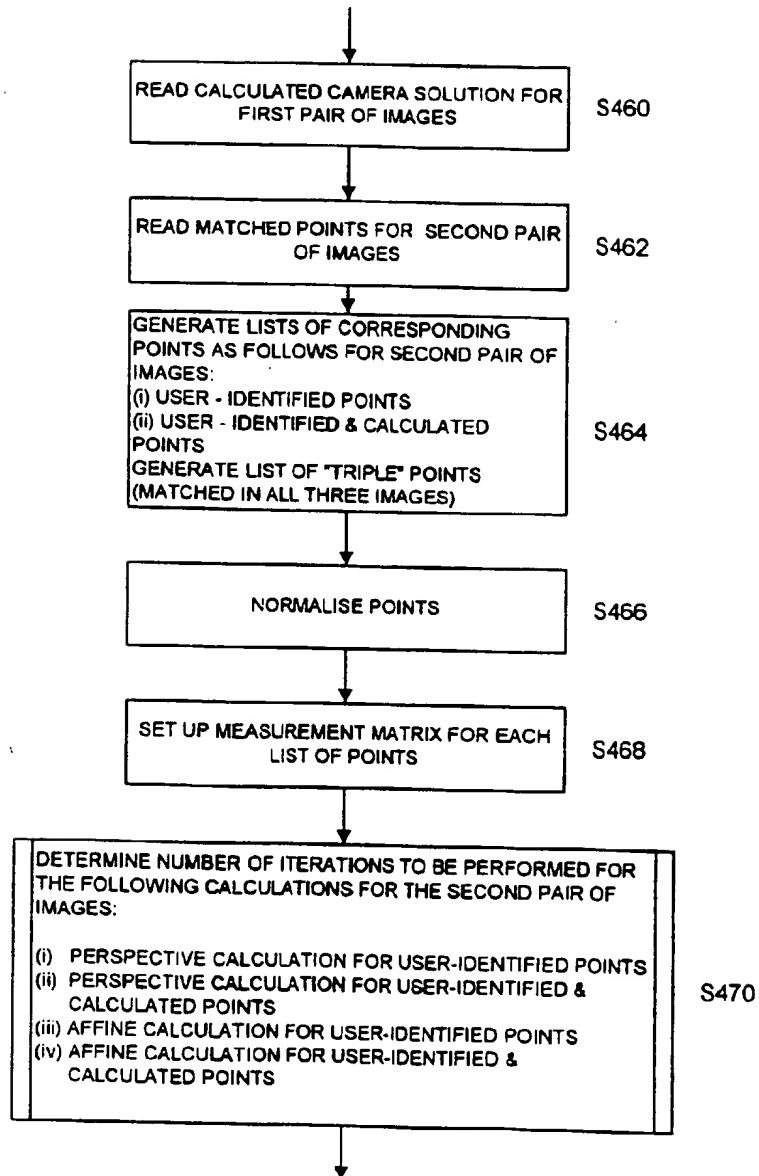 READ CALCULATED CAMERA SOLUTION FOR
FIRST PAIR OF IMAGES
S460
READ MATCHED POINTS FOR SECOND PAIR
OF IMAGES
S462
GENERATE LISTS OF CORRESPONDING
POINTS AS FOLLOWS FOR SECOND PAIR OF
IMAGES:
(i) USER - IDENTIFIED POINTS
(ii) USER - IDENTIFIED & CALCULATED
POINTS
GENERATE LIST OF "TRIPLE" POINTS
(MATCHED IN ALL THREE IMAGES)
S464
NORMALISE POINTS
S466
SET UP MEASUREMENT MATRIX FOR EACH
LIST OF POINTS
S468
DETERMINE NUMBER OF ITERATIONS TO BE PERFORMED FOR
THE FOLLOWING CALCULATIONS FOR THE SECOND PAIR OF
IMAGES:
(i) PERSPECTIVE CALCULATION FOR USER-IDENTIFIED POINTS
(ii) PERSPECTIVE CALCULATION FOR USER-IDENTIFIED &
CALCULATED POINTS
(iii) AFFINE CALCULATION FOR USER-IDENTIFIED POINTS
(iv) AFFINE CALCULATION FOR USER-IDENTIFIED &
CALCULATED POINTS
S470